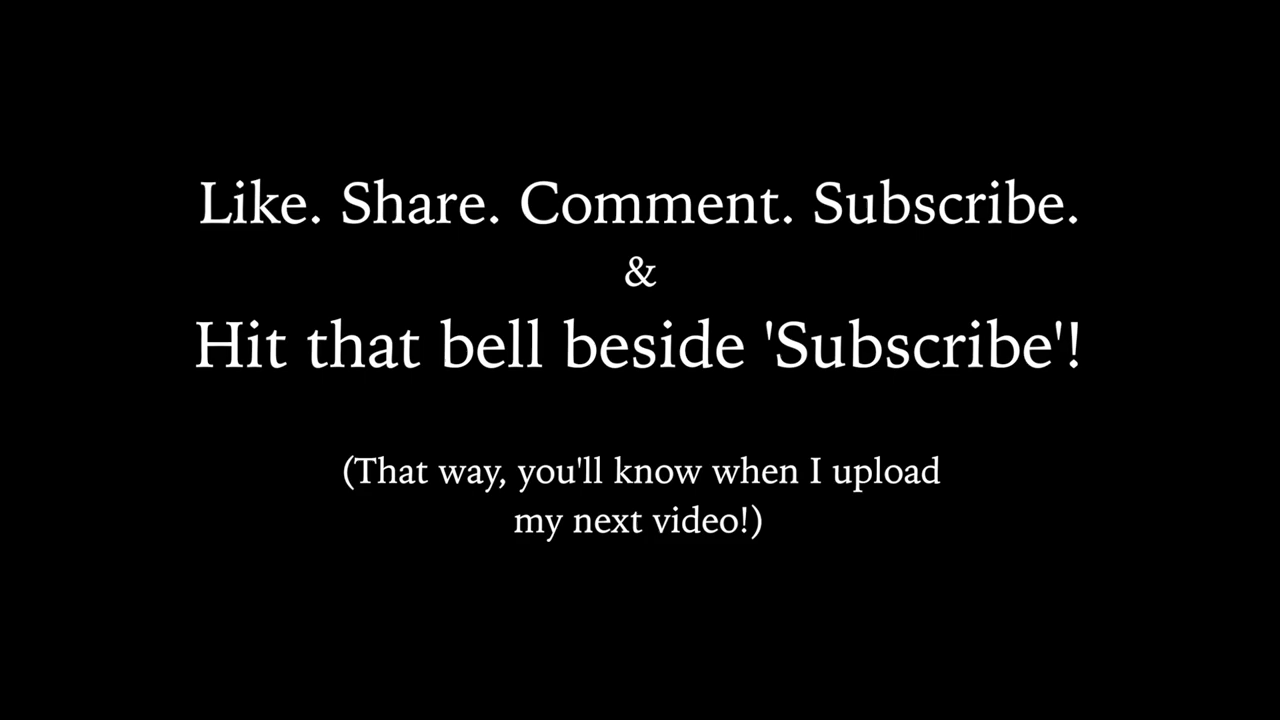 Like. Share. Comment. Subscribe.
&
Hit that bell beside 'Subscribe'!
(That way, you'll know when I upload
my next video!)